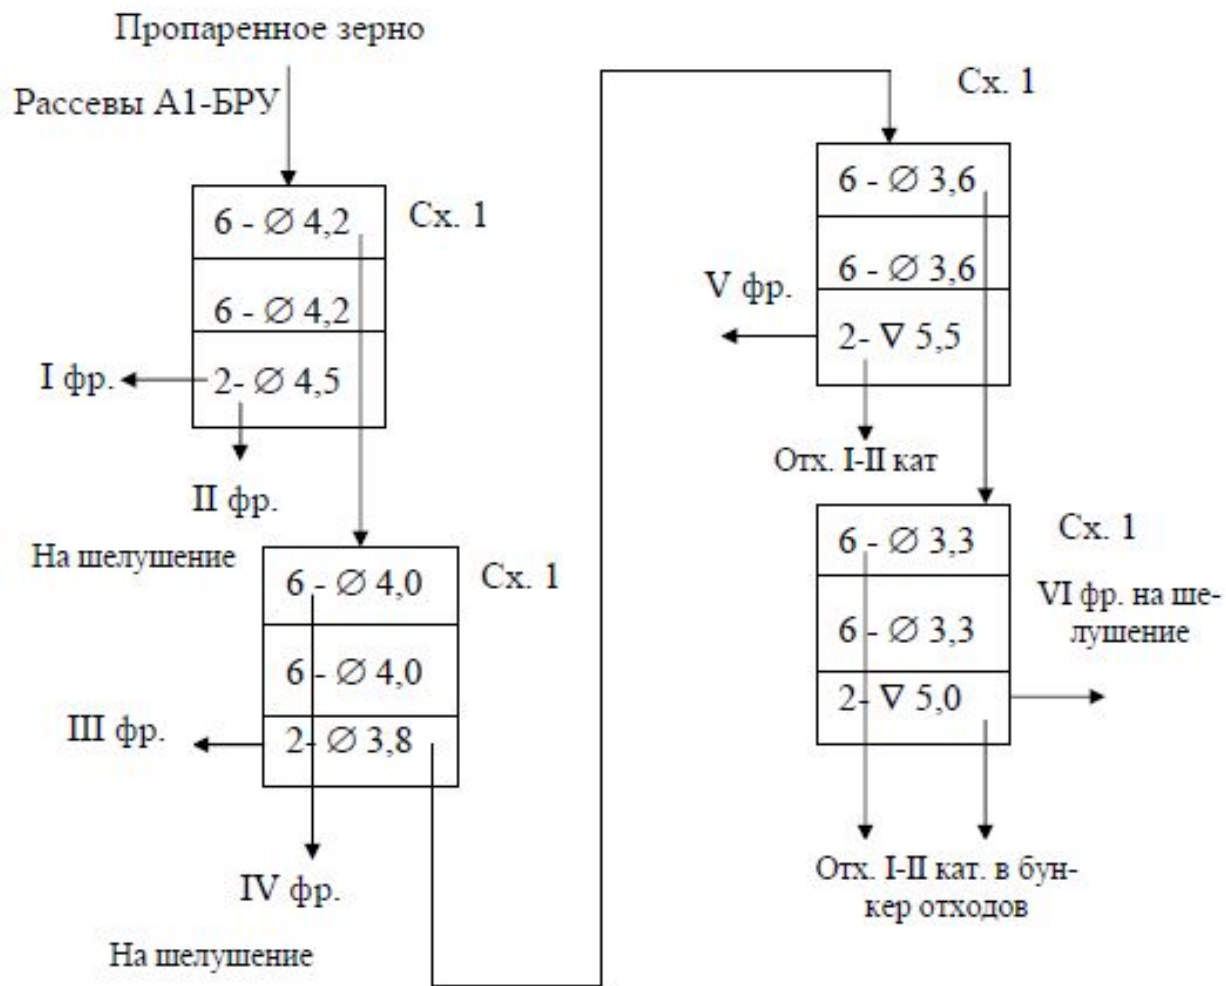 Пропаренное зерно
Рассевы А1-БРУ
6 - ∅ 4,2
Сх. 1
6 - ∅ 4,2
I фр.
2- ∅ 4,5
II фр.
На шелушение
6 - ∅ 4,0
Сх. 1
6 - ∅ 4,0
III фр.
2- ∅ 3,8
IV фр.
На шелушение
Сх. 1
6 - ∅ 3,6
6 - ∅ 3,6
V фр.
2- ∇ 5,5
Отх. I-II кат
6 - ∅ 3,3
Сх. 1
6 - ∅ 3,3
VI фр. на ше-
лушение
2- ∇ 5,0
Отх. I-II кат. в бун-
кер отходов